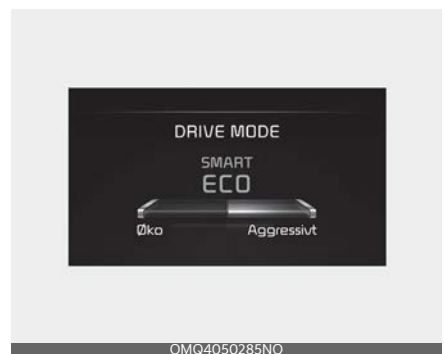 DRIVE MODE
SMART
ECO
Øko Aggressivt
OMQ4050285NO